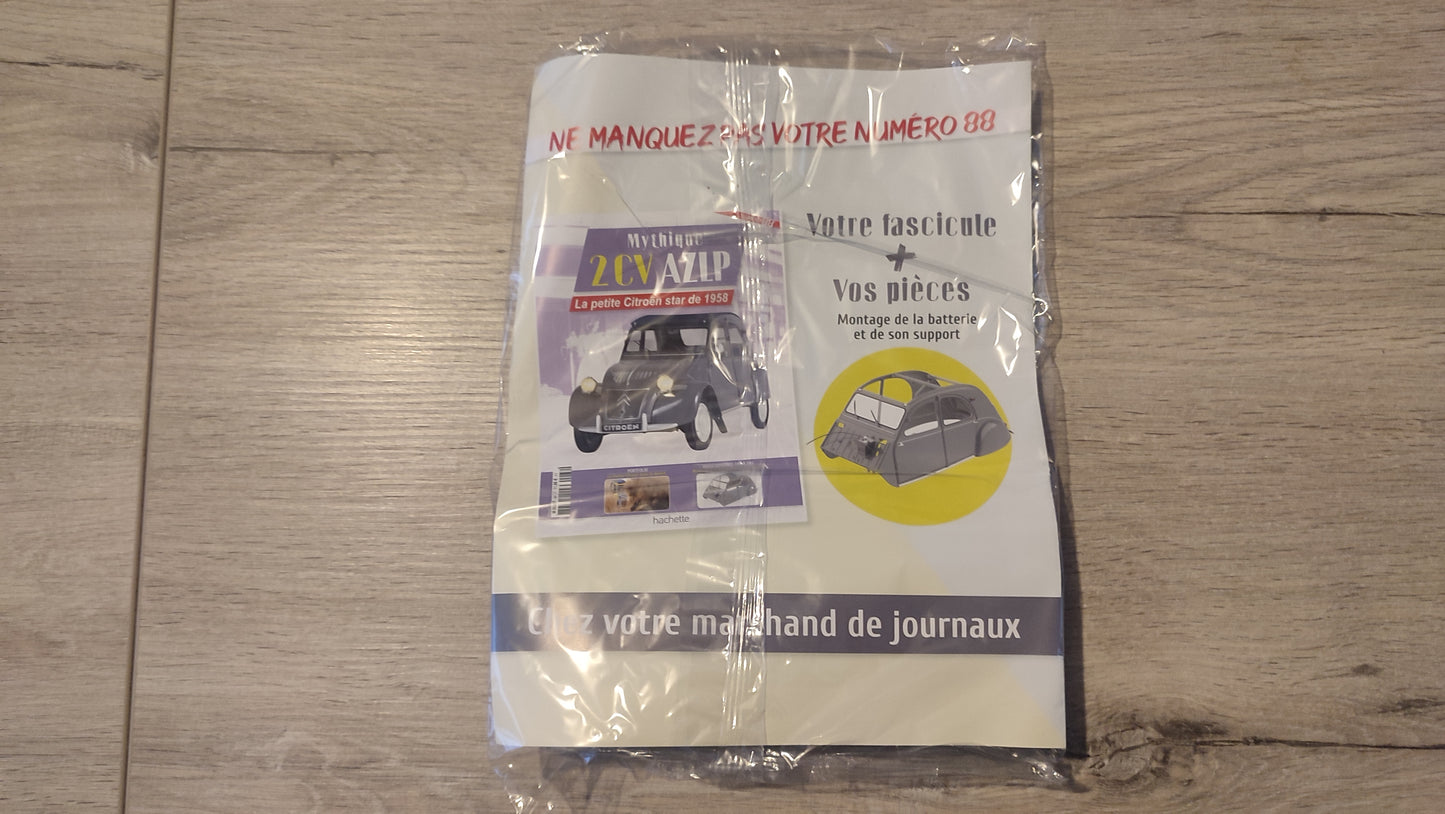 NE MANQUEZ PAS VOTRE NUMÉRO 88
Mythique
2CV AZLP
La petite Citroën star de 1958
CITROËN
hachette
Votre fascicule
+
Vos pièces
Montage de la batterie
et de son support
Chez votre marchand de journaux